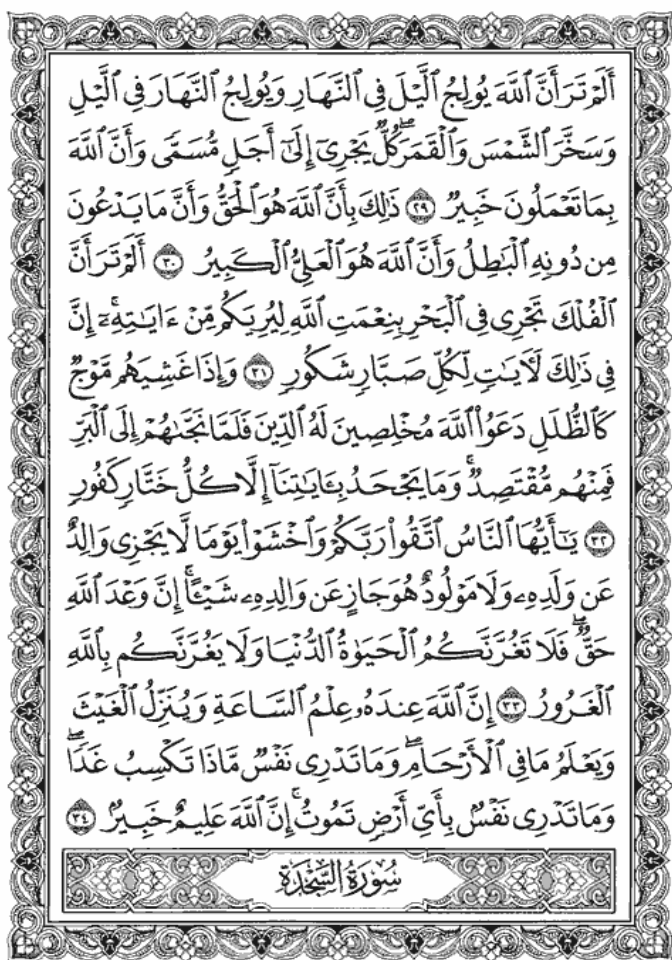 أَلَمۡ تَرَ أَنَّ ٱللَّهَ يُولِجُ ٱلَّيۡلَ فِي ٱلنَّهَارِ وَيُولِجُ ٱلنَّهَارَ فِي ٱلَّيۡلِ
وَسَخَّرَ ٱلشَّمۡسَ وَٱلۡقَمَرَۖ كُلّٞ يَجۡرِيٓ إِلَىٰٓ أَجَلٖ مُّسَمّٗى وَأَنَّ ٱللَّهَ
بِمَا تَعۡمَلُونَ خَبِيرٞ ٢٩ ذَٰلِكَ بِأَنَّ ٱللَّهَ هُوَ ٱلۡحَقُّ وَأَنَّ مَا يَدۡعُونَ
مِن دُونِهِ ٱلۡبَٰطِلُ وَأَنَّ ٱللَّهَ هُوَ ٱلۡعَلِيُّ ٱلۡكَبِيرُ ٣٠ أَلَمۡ تَرَ أَنَّ
ٱلۡفُلۡكَ تَجۡرِي فِي ٱلۡبَحۡرِ بِنِعۡمَتِ ٱللَّهِ لِيُرِيَكُم مِّنۡ ءَايَٰتِهِۦٓۚ إِنَّ
فِي ذَٰلِكَ لَأٓيَٰتٖ لِّكُلِّ صَبَّارٖ شَكُورٖ ٣١ وَإِذَا غَشِيَهُم مَّوۡجٞ
كَٱلظُّلَلِ دَعَوُاْ ٱللَّهَ مُخۡلِصِينَ لَهُ ٱلدِّينَ فَلَمَّا نَجَّىٰهُمۡ إِلَى ٱلۡبَرِّ
فَمِنۡهُم مُّقۡتَصِدٞۚ وَمَا يَجۡحَدُ بِـَٔايَٰتِنَآ إِلَّا كُلُّ خَتَّارٖ كَفُورٖ
٣٢ يَٰٓأَيُّهَا ٱلنَّاسُ ٱتَّقُواْ رَبَّكُمۡ وَٱخۡشَوۡاْ يَوۡمٗا لَّا يَجۡزِي وَالِدٌ
عَن وَلَدِهِۦ وَلَا مَوۡلُودٌ هُوَ جَازٍ عَن وَالِدِهِۦ شَيۡـًٔاۚ إِنَّ وَعۡدَ ٱللَّهِ
حَقّٞۖ فَلَا تَغُرَّنَّكُمُ ٱلۡحَيَوٰةُ ٱلدُّنۡيَا وَلَا يَغُرَّنَّكُم بِٱللَّهِ
ٱلۡغَرُورُ ٣٣ إِنَّ ٱللَّهَ عِندَهُۥ عِلۡمُ ٱلسَّاعَةِ وَيُنَزِّلُ ٱلۡغَيۡثَ
وَيَعۡلَمُ مَا فِي ٱلۡأَرۡحَامِۖ وَمَا تَدۡرِي نَفۡسٞ مَّاذَا تَكۡسِبُ غَدٗاۖ
وَمَا تَدۡرِي نَفۡسُۢ بِأَيِّ أَرۡضٖ تَمُوتُۚ إِنَّ ٱللَّهَ عَلِيمٌ خَبِيرُۢ ٣٤
سُورَةُ السَّجۡدَةِ